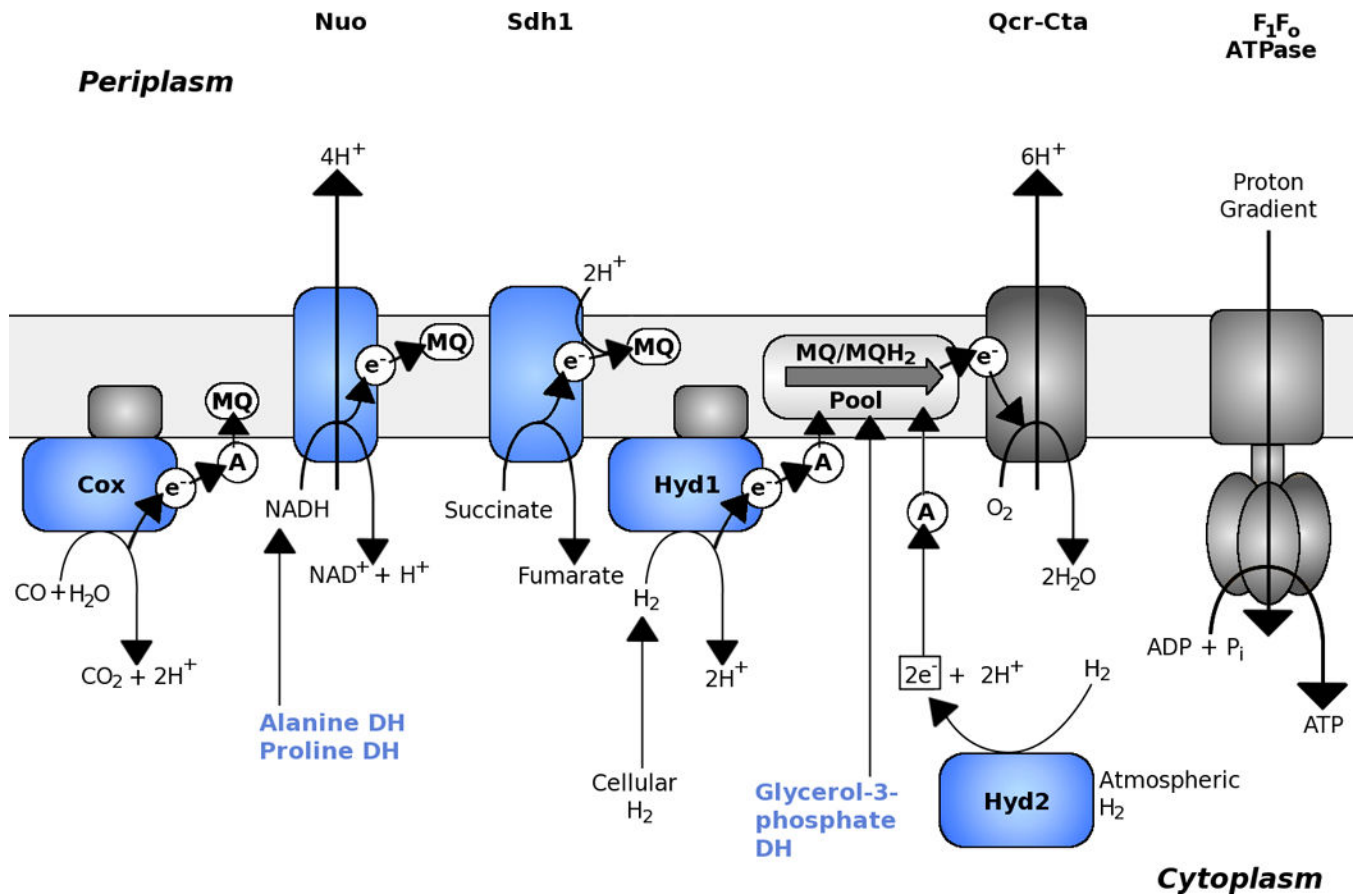 Nuo
Sdh1
Qcr-Cta
F₁Fₒ
ATPase
Periplasm
4H⁺
6H⁺
Proton
Gradient
2H⁺
MQ
MQ
e⁻
e⁻
MQ/MQH₂
Pool
e⁻
MQ
Cox
e⁻
A
Hyd1
e⁻
A
NADH
Succinate
A
O₂
NAD⁺ + H⁺
Fumarate
2H₂O
CO+H₂O
H₂
ADP + Pᵢ
CO₂ + 2H⁺
2H⁺
2e⁻ + 2H⁺
H₂
ATP
Alanine DH
Proline DH
Cellular
H₂
Glycerol-3-
phosphate
DH
Hyd2
Atmospheric
H₂
Cytoplasm